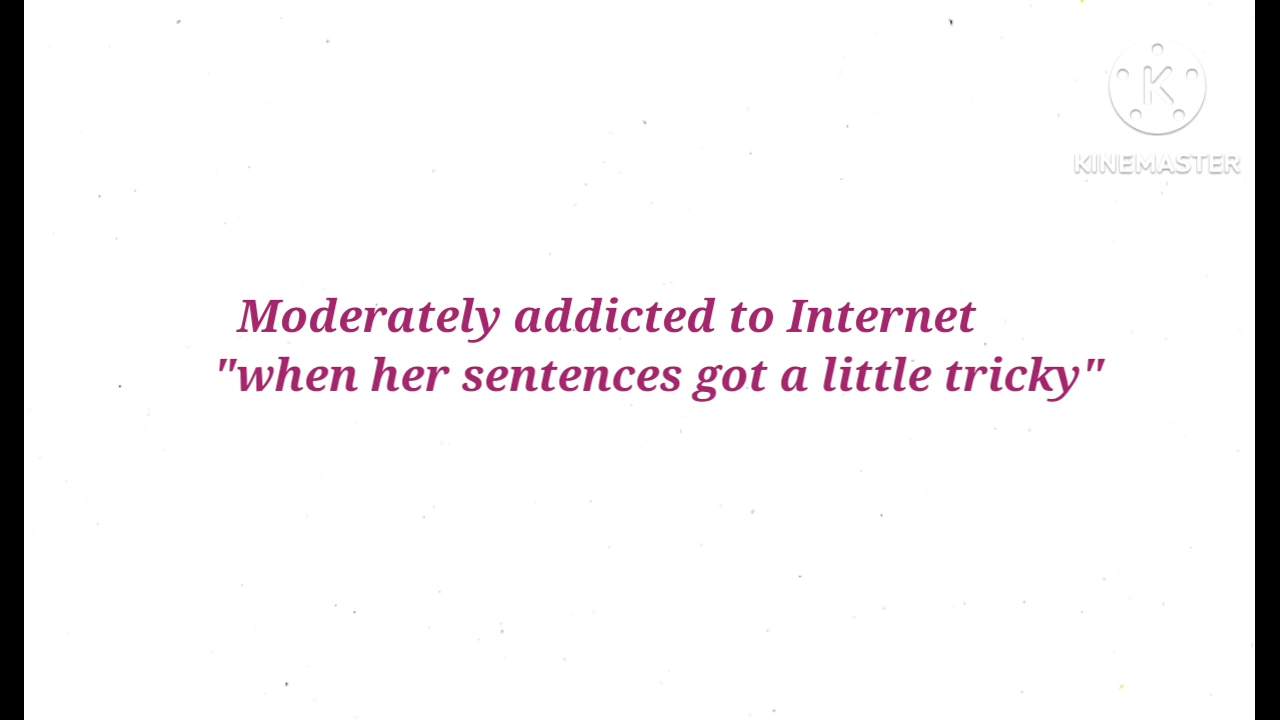 KINEMASTER
Moderately addicted to Internet
"when her sentences got a little tricky"